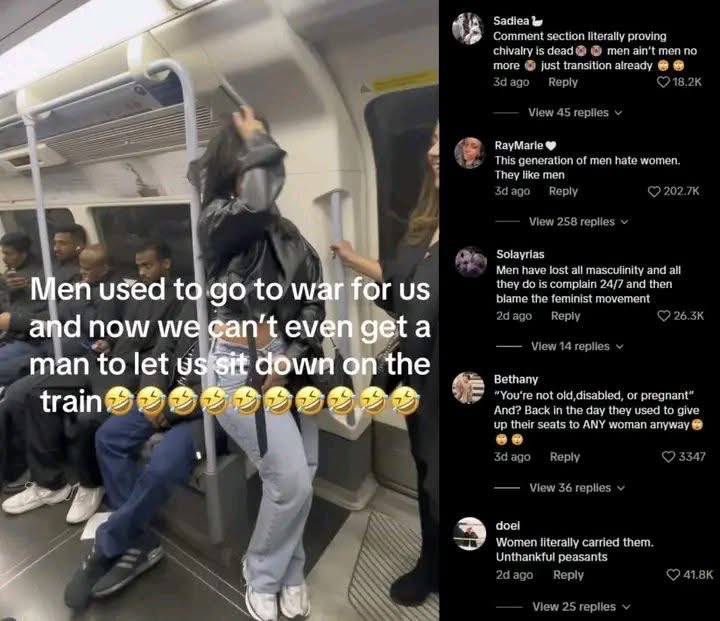 Men used to go to war for us
and now we can't even get a
man to let us sit down on the
train🤣🤣🤣🤣🤣🤣🤣🤣🤣🤣
Sadiea🦢
Comment section literally proving
chivalry is dead🍩🍩 men ain't men no
more 🍩 just transition already 🙄🙄
3d ago Reply 18.2K
View 45 replies
RayMarie🤍
This generation of men hate women.
They like men
3d ago Reply 202.7K
View 258 replies
Solayrias
Men have lost all masculinity and all
they do is complain 24/7 and then
blame the feminist movement
2d ago Reply 26.3K
View 14 replies
Bethany
"You're not old,disabled, or pregnant"
And? Back in the day they used to give
up their seats to ANY woman anyway🙄
🙄🙄
3d ago Reply 3347
View 36 replies
doei
Women literally carried them.
Unthankful peasants
2d ago Reply 41.8K
View 25 replies